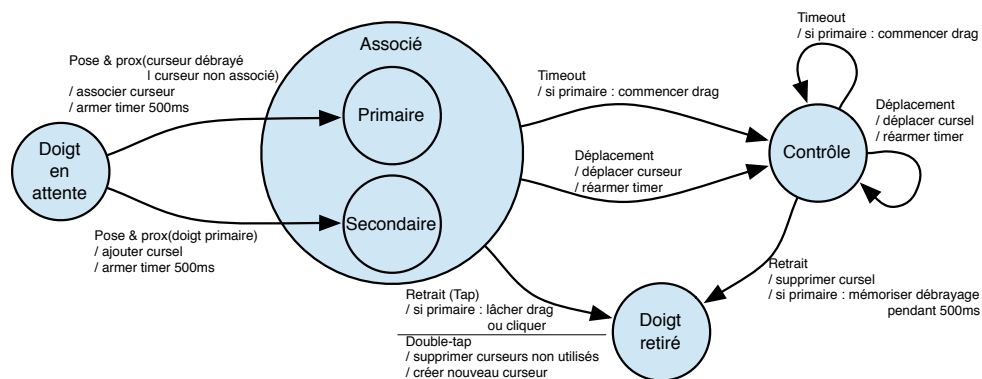 Pose & prox(curseur débrayé
| curseur non associé)
/ associer curseur
/ armer timer 500ms
Doigt
en
attente
Pose & prox(doigt primaire)
/ ajouter cursel
/ armer timer 500ms
Associé
Primaire
Secondaire
Timeout
/ si primaire : commencer drag
Déplacement
/ déplacer curseur
/ réarmer timer
Timeout
/ si primaire : commencer drag
Contrôle
Déplacement
/ déplacer cursel
/ réarmer timer
Retrait (Tap)
/ si primaire : lâcher drag
ou cliquer
Double-tap
/ supprimer curseurs non utilisés
/ créer nouveau curseur
Doigt
retiré
Retrait
/ supprimer cursel
/ si primaire : mémoriser débrayage
pendant 500ms